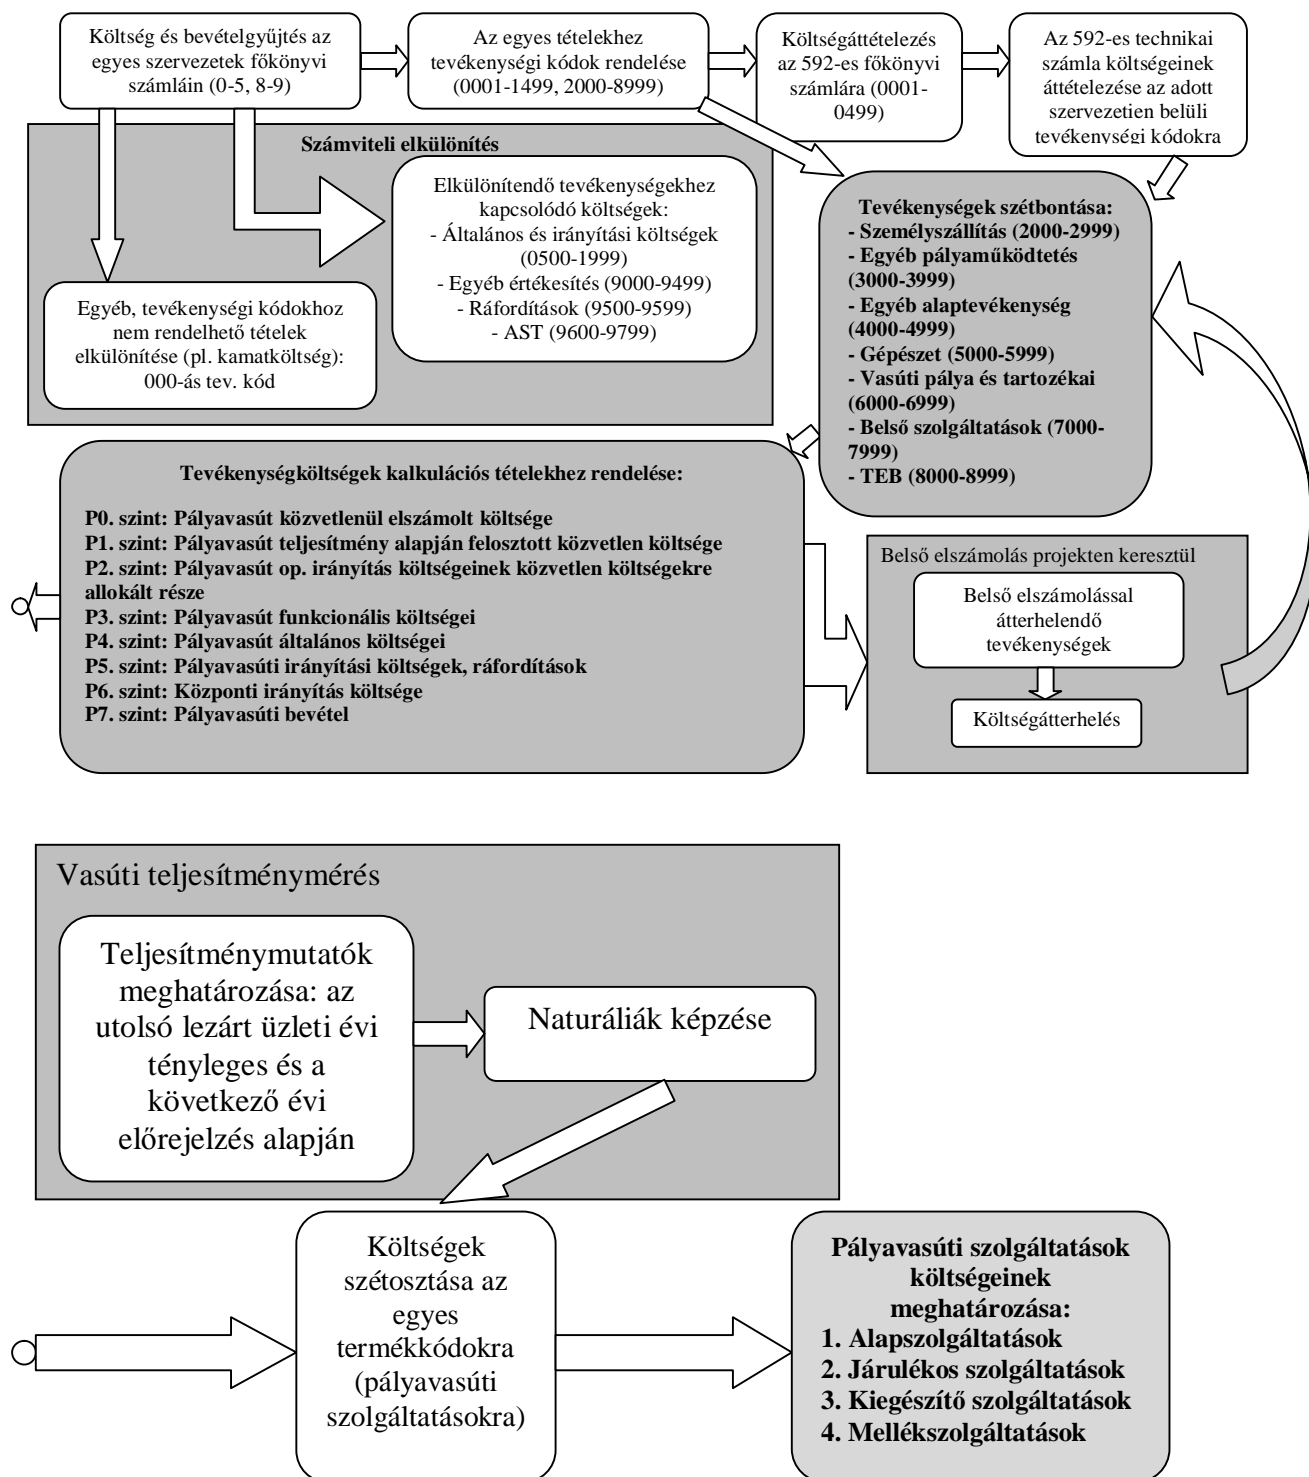 Költség és bevételgyűjtés az
egyes szervezetek főkönyvi
számláin (0-5, 8-9)
Az egyes tételekhez
tevékenységi kódok rendelése
(0001-1499, 2000-8999)
Költségáttételezés
az 592-es főkönyvi
számlára (0001-
0499)
Az 592-es technikai
számla költségeinek
áttételezése az adott
szervezetien belüli
tevékenységi kódokra
Számviteli elkülönítés
Elkülönítendő tevékenységekhez
kapcsolódó költségek:
- Általános és irányítási költségek
(0500-1999)
- Egyéb értékesítés (9000-9499)
- Ráfordítások (9500-9599)
- AST (9600-9799)
Egyéb, tevékenységi kódokhoz
nem rendelhető tételek
elkülönítése (pl. kamatköltség):
000-ás tev. kód
Tevékenységek szétbontása:
- Személyszállítás (2000-2999)
- Egyéb pályaműködtetés
(3000-3999)
- Egyéb alaptevékenység
(4000-4999)
- Gépészet (5000-5999)
- Vasúti pálya és tartozékai
(6000-6999)
- Belső szolgáltatások (7000-
7999)
- TEB (8000-8999)
Tevékenységköltségek kalkulációs tételekhez rendelése:
P0. szint: Pályavasút közvetlenül elszámolt költsége
P1. szint: Pályavasút teljesítmény alapján felosztott közvetlen költsége
P2. szint: Pályavasút op. irányítás költségeinek közvetlen költségekre
allokált része
P3. szint: Pályavasút funkcionális költségei
P4. szint: Pályavasút általános költségei
P5. szint: Pályavasúti irányítási költségek, ráfordítások
P6. szint: Központi irányítás költsége
P7. szint: Pályavasúti bevétel
Belső elszámolás projekten keresztül
Belső elszámolással
átterhelendő
tevékenységek
Költségátterhelés
Vasúti teljesítménymérés
Teljesítménymutatók
meghatározása: az
utolsó lezárt üzleti évi
tényleges és a
következő évi
előrejelzés alapján
Naturáliák képzése
Költségek
szétosztása az
egyes
termékkódokra
(pályavasúti
szolgáltatásokra)
Pályavasúti szolgáltatások
költségeinek
meghatározása:
1. Alapszolgáltatások
2. Járulékos szolgáltatások
3. Kiegészítő szolgáltatások
4. Mellékszolgáltatások